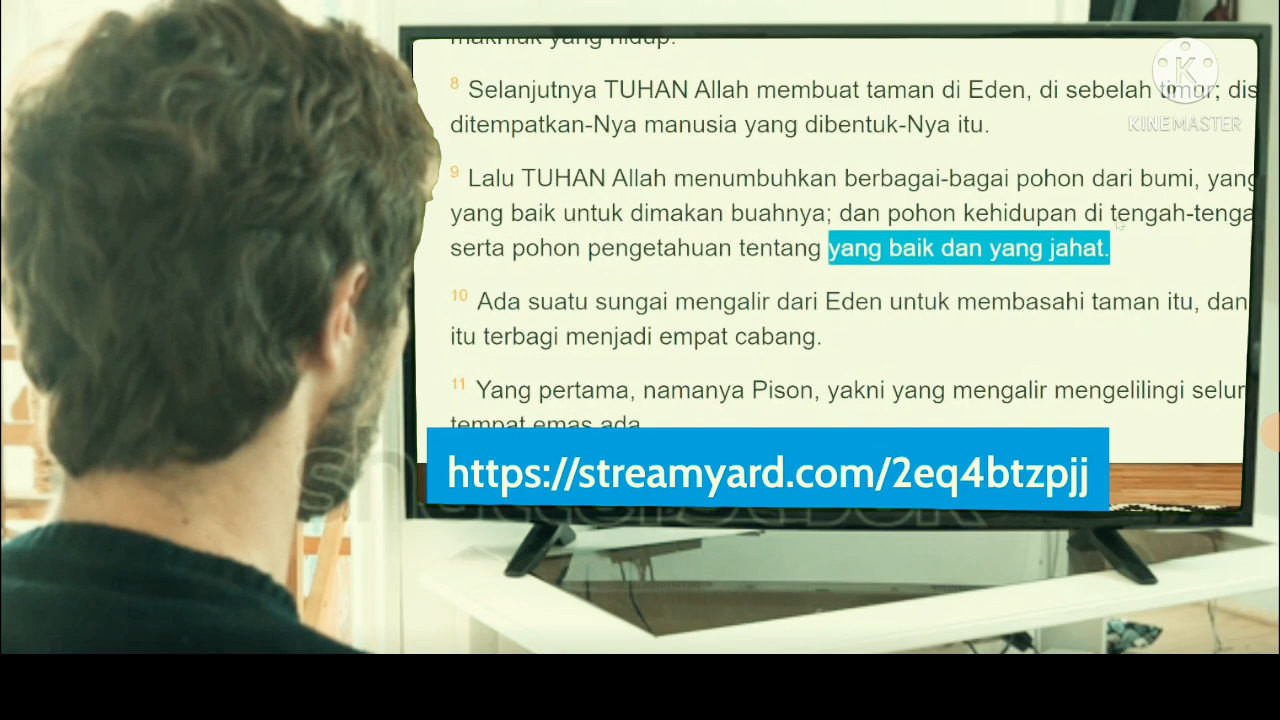 makhluk yang hidup.
8 Selanjutnya TUHAN Allah membuat taman di Eden, di sebelah timur; dis
ditempatkan-Nya manusia yang dibentuk-Nya itu.
9 Lalu TUHAN Allah menumbuhkan berbagai-bagai pohon dari bumi, yang
yang baik untuk dimakan buahnya; dan pohon kehidupan di tengah-tenga
serta pohon pengetahuan tentang yang baik dan yang jahat.
10 Ada suatu sungai mengalir dari Eden untuk membasahi taman itu, dan
itu terbagi menjadi empat cabang.
11 Yang pertama, namanya Pison, yakni yang mengalir mengelilingi selur
tempat emas ada.
https://streamyard.com/2eq4btzpjj
K
KINEMASTER